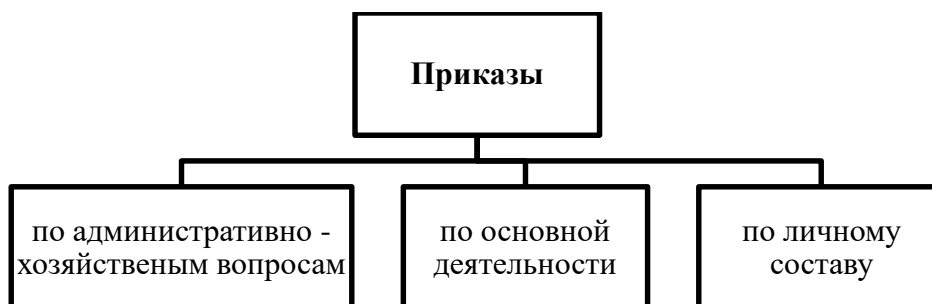 Приказы
по административно -
хозяйственым вопросам
по основной
деятельности
по личному
составу